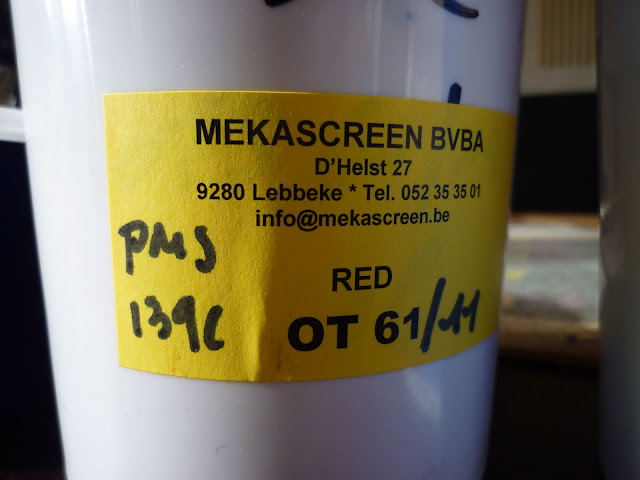 MEKASCREEN BVBA
D'Helst 27
9280 Lebbeke * Tel. 052 35 35 01
info@mekascreen.be
PMS
139C
RED
OT 61/11